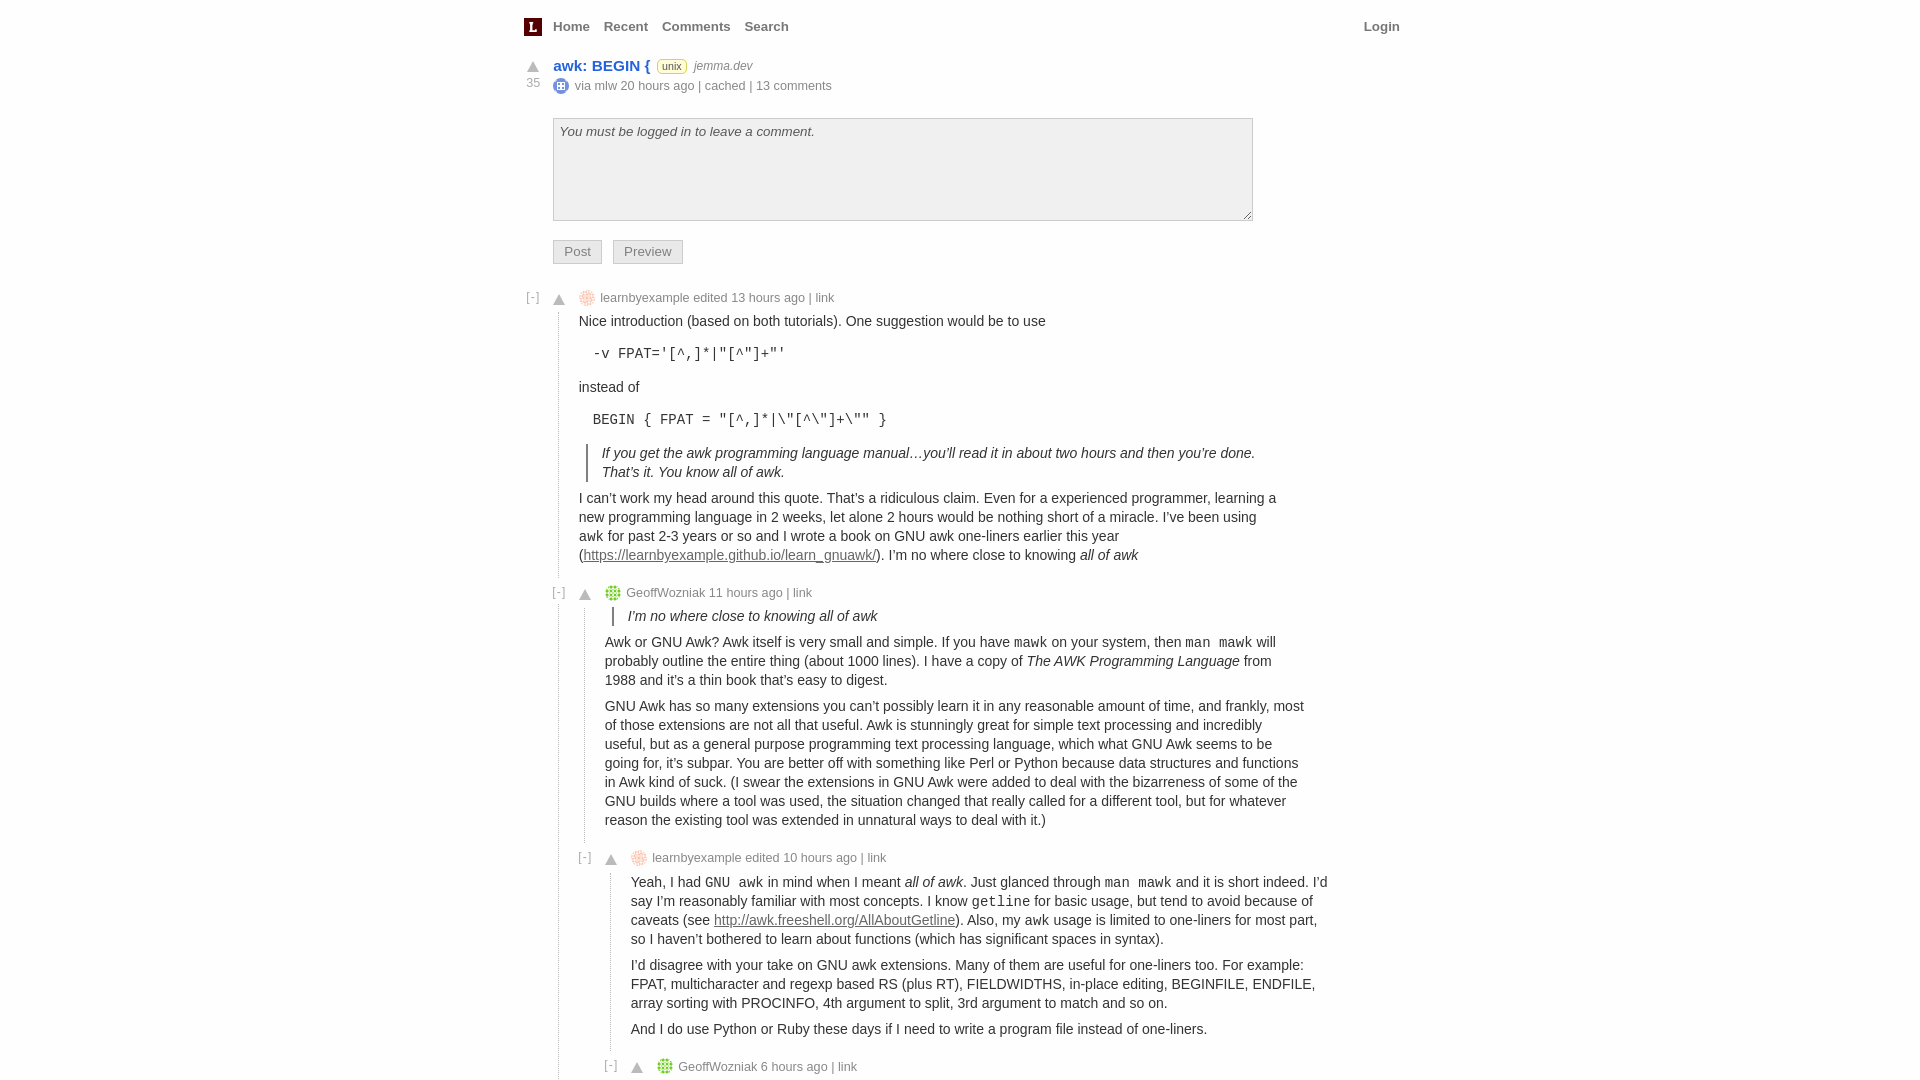 L Home Recent Comments Search Login
awk: BEGIN { unix jemma.dev
35
via mlw 20 hours ago | cached | 13 comments
You must be logged in to leave a comment.
Post Preview
[-] learnbyexample edited 13 hours ago | link
Nice introduction (based on both tutorials). One suggestion would be to use
-v FPAT='[^,]*|"[^"]+"'
instead of
BEGIN { FPAT = "[^,]*|\"[^\"]+\"" }
If you get the awk programming language manual…you’ll read it in about two hours and then you’re done.
That’s it. You know all of awk.
I can’t work my head around this quote. That’s a ridiculous claim. Even for a experienced programmer, learning a
new programming language in 2 weeks, let alone 2 hours would be nothing short of a miracle. I’ve been using
awk for past 2-3 years or so and I wrote a book on GNU awk one-liners earlier this year
(https://learnbyexample.github.io/learn_gnuawk/). I’m no where close to knowing all of awk
[-] GeoffWozniak 11 hours ago | link
I’m no where close to knowing all of awk
Awk or GNU Awk? Awk itself is very small and simple. If you have mawk on your system, then man mawk will
probably outline the entire thing (about 1000 lines). I have a copy of The AWK Programming Language from
1988 and it’s a thin book that’s easy to digest.
GNU Awk has so many extensions you can’t possibly learn it in any reasonable amount of time, and frankly, most
of those extensions are not all that useful. Awk is stunningly great for simple text processing and incredibly
useful, but as a general purpose programming text processing language, which what GNU Awk seems to be
going for, it’s subpar. You are better off with something like Perl or Python because data structures and functions
in Awk kind of suck. (I swear the extensions in GNU Awk were added to deal with the bizarreness of some of the
GNU builds where a tool was used, the situation changed that really called for a different tool, but for whatever
reason the existing tool was extended in unnatural ways to deal with it.)
[-] learnbyexample edited 10 hours ago | link
Yeah, I had GNU awk in mind when I meant all of awk. Just glanced through man mawk and it is short indeed. I’d
say I’m reasonably familiar with most concepts. I know getline for basic usage, but tend to avoid because of
caveats (see http://awk.freeshell.org/AllAboutGetline). Also, my awk usage is limited to one-liners for most part,
so I haven’t bothered to learn about functions (which has significant spaces in syntax).
I’d disagree with your take on GNU awk extensions. Many of them are useful for one-liners too. For example:
FPAT, multicharacter and regexp based RS (plus RT), FIELDWIDTHS, in-place editing, BEGINFILE, ENDFILE,
array sorting with PROCINFO, 4th argument to split, 3rd argument to match and so on.
And I do use Python or Ruby these days if I need to write a program file instead of one-liners.
[-] GeoffWozniak 6 hours ago | link